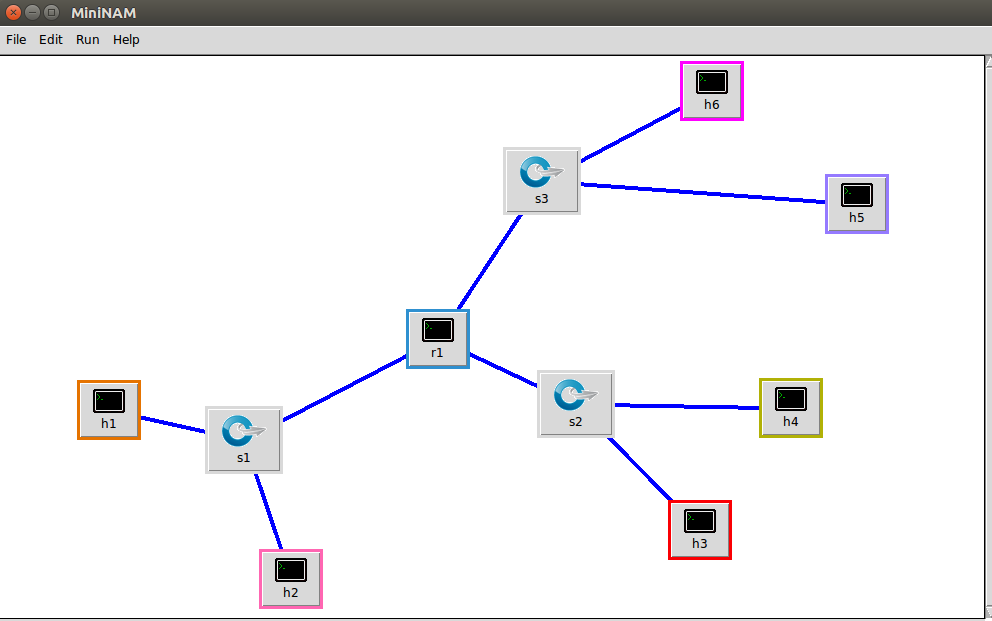 MiniNAM
File Edit Run Help
h6
s3
h5
r1
h1
h4
s2
s1
h3
h2